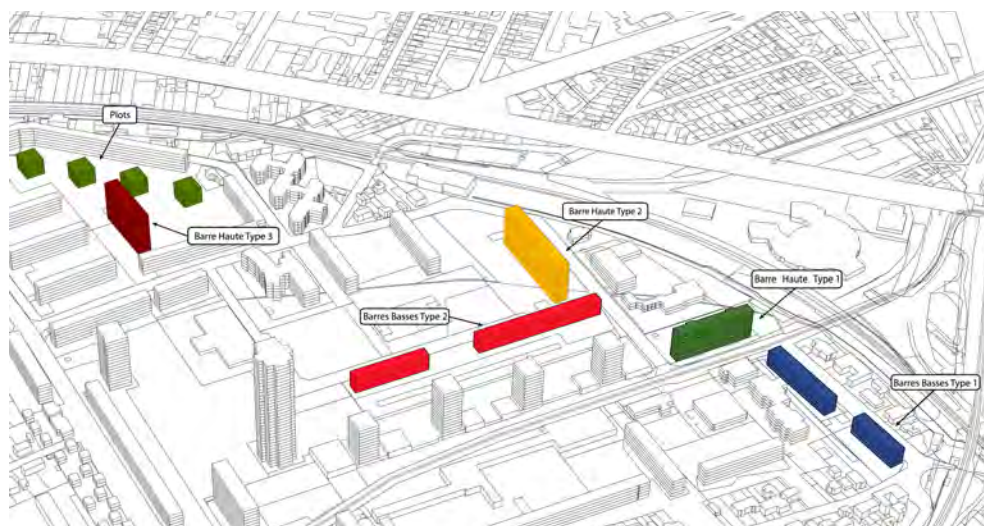 Plots
Barre Haute Type 2
Barre Haute Type 3
Barre Haute Type 1
Barres Basses Type 2
Barres Basses Type 1